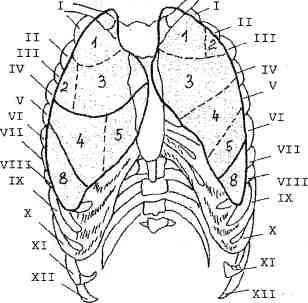 I I
II II
1 1 2
III III
IV IV
2 3 3
V V
VI 4 VI
VII 4 5
5 VII
VIII 8 8 VIII
IX IX
X X
XI XI
XII XII